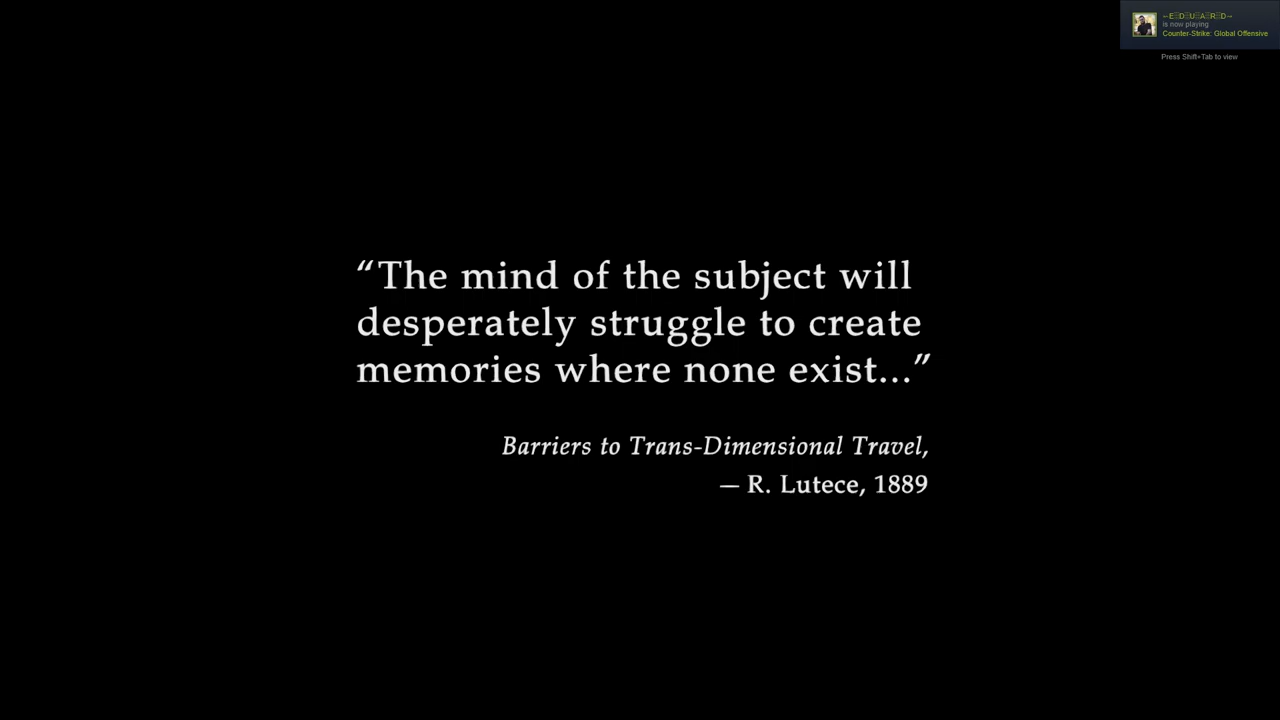 “The mind of the subject will
desperately struggle to create
memories where none exist...”
Barriers to Trans-Dimensional Travel,
— R. Lutece, 1889
is now playing
Counter-Strike: Global Offensive
Press Shift+Tab to view